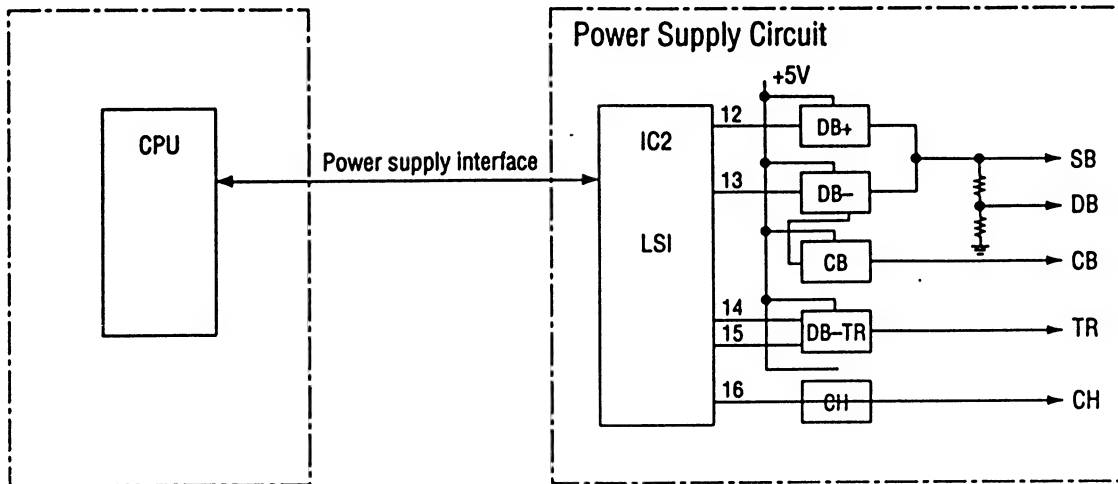 Power Supply Circuit
+5V
CPU
Power supply interface
IC2
LSI
12
DB+
13
DB−
CB
14
15
DB−TR
16
CH
SB
DB
CB
TR
CH